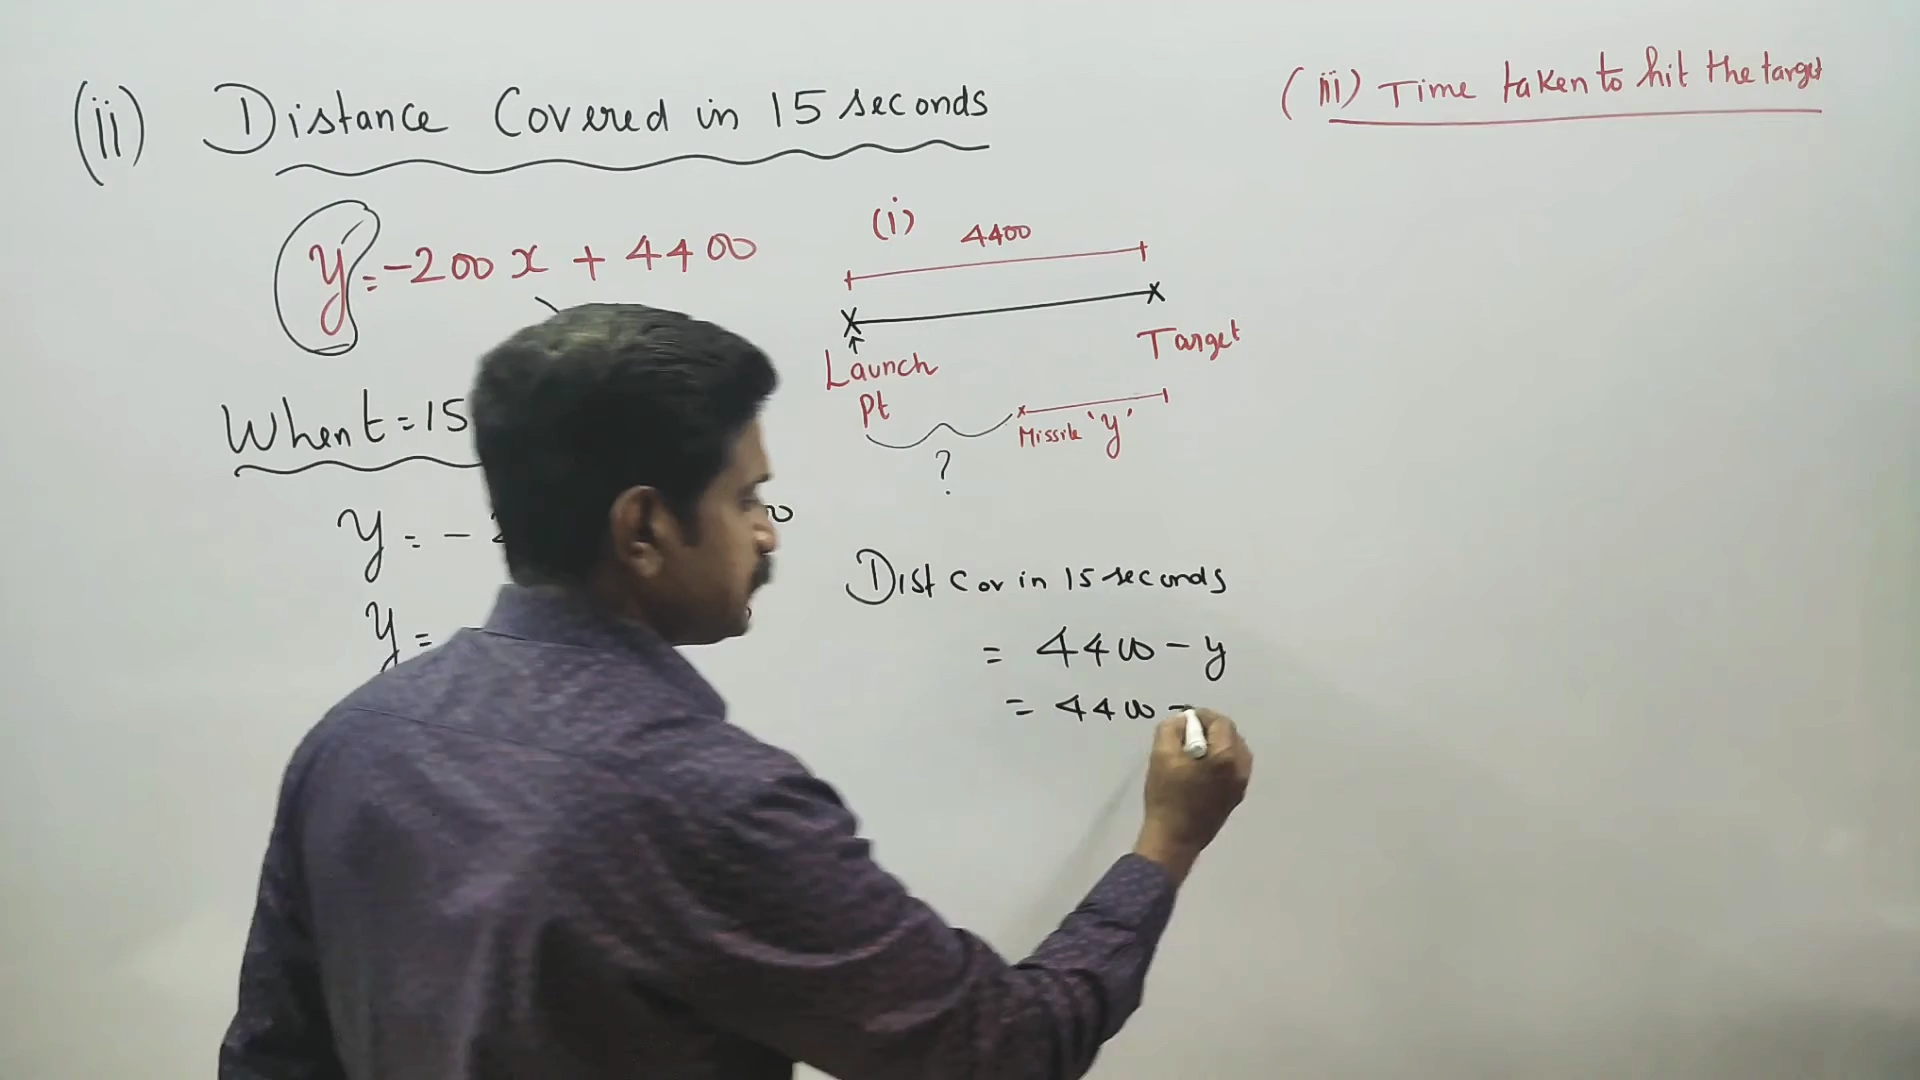 (ii) Distance Covered in 15 seconds
y = -200x + 4400
When t = 15
y = -
y =
(i)
4400
Launch Pt
Target
Missile 'y'
?
Dist Cov in 15 seconds
= 4400 - y
= 4400 -
(iii) Time taken to hit the target